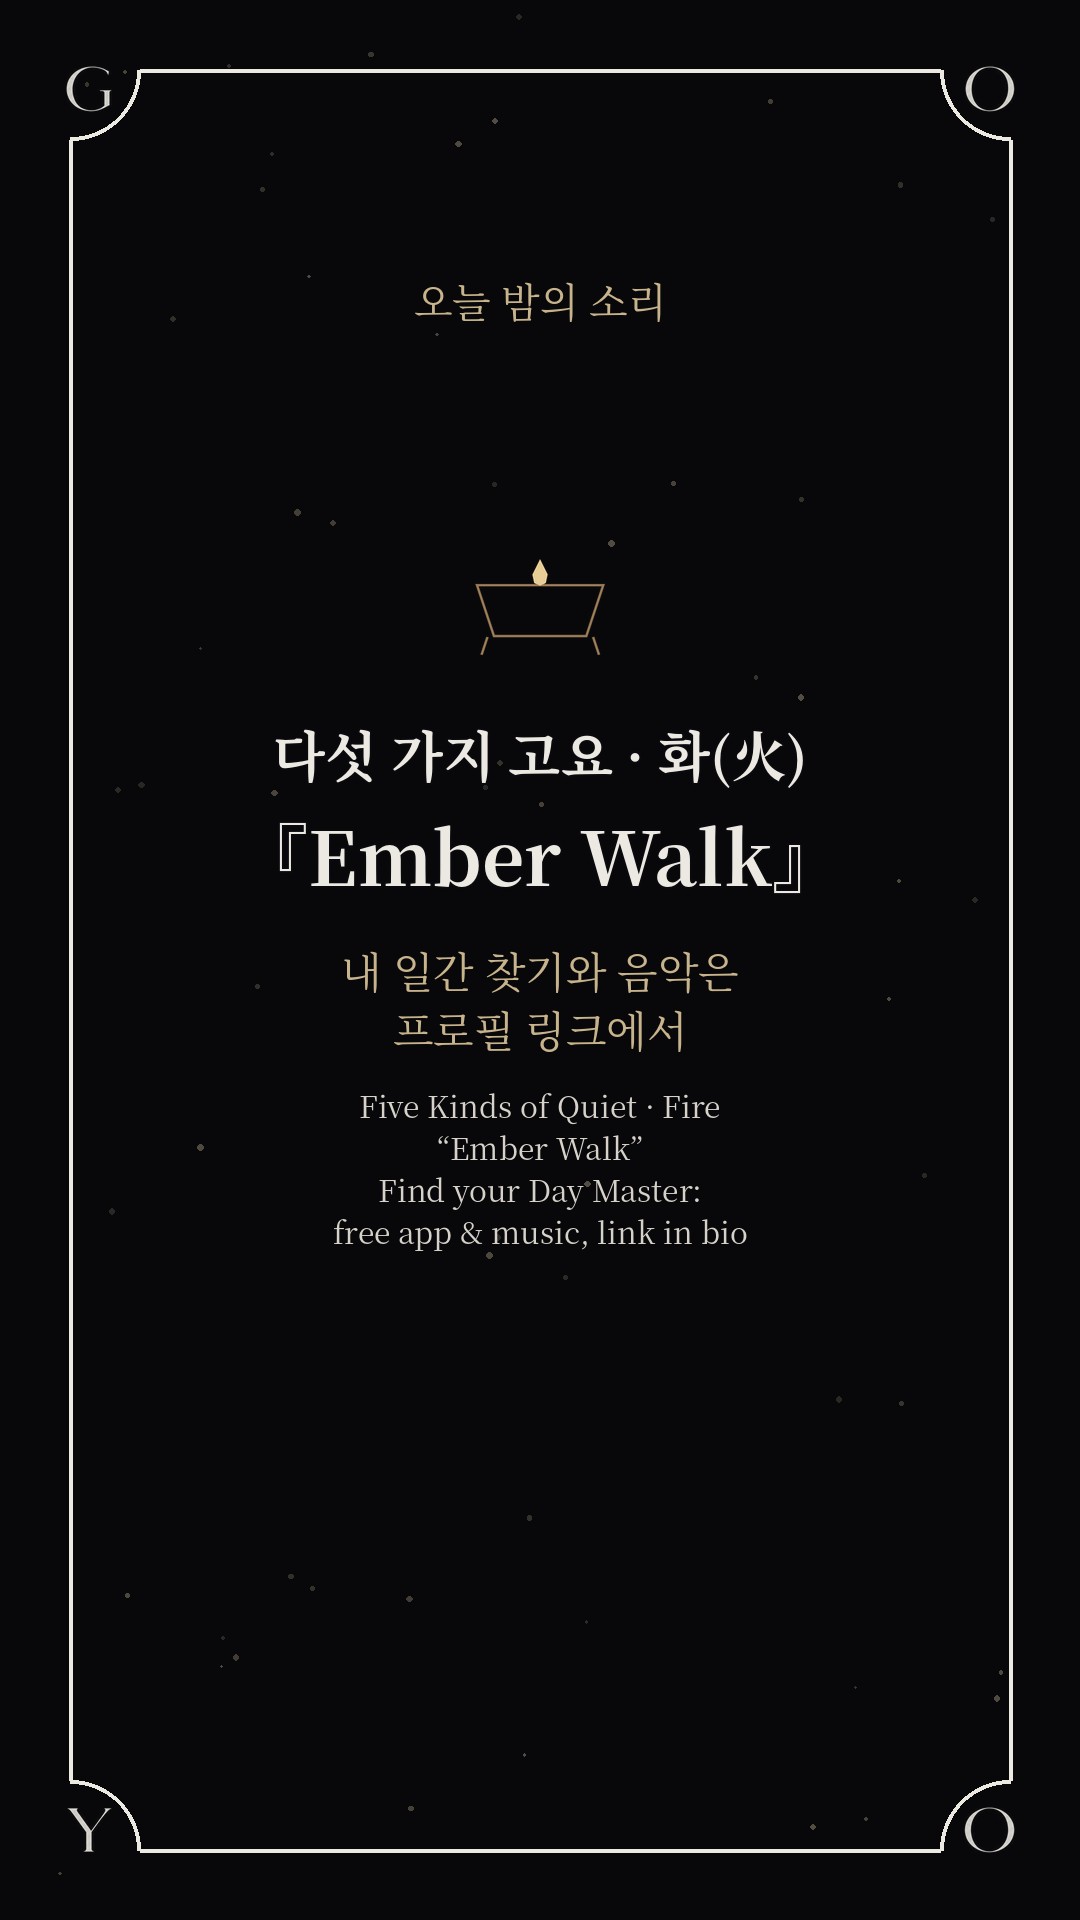 G O
오늘 밤의 소리
다섯 가지 고요 · 화(火)
『Ember Walk』
내 일간 찾기와 음악은
프로필 링크에서
Five Kinds of Quiet · Fire
“Ember Walk”
Find your Day Master:
free app & music, link in bio
Y O